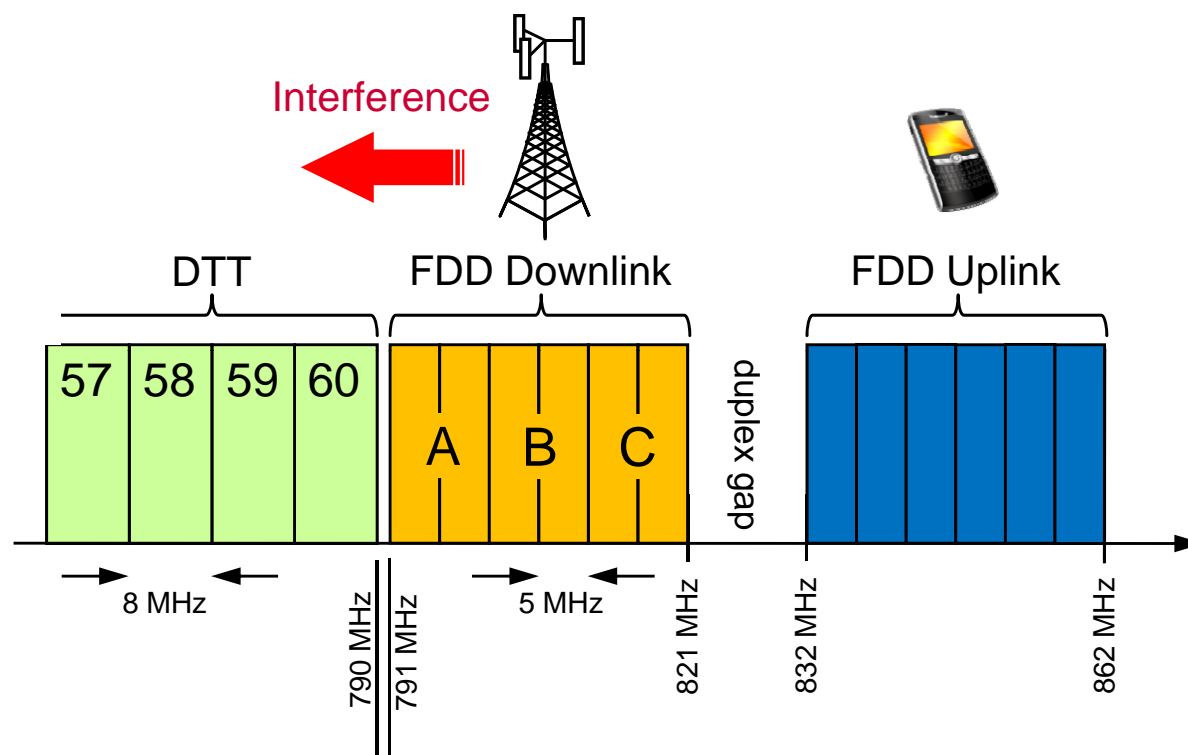 Interference
DTT
FDD Downlink
FDD Uplink
57 58 59 60
A B C
duplex gap
8 MHz
5 MHz
790 MHz
791 MHz
821 MHz
832 MHz
862 MHz